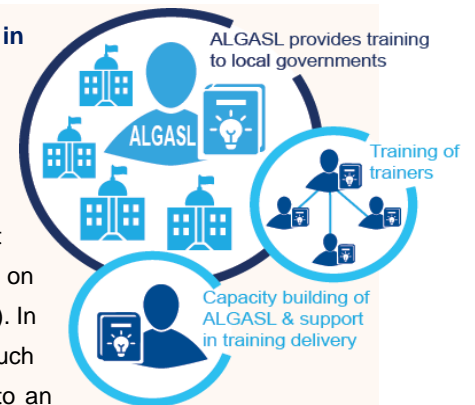 in
ALGASL provides training
to local governments
ALGASL
Training of
trainers
on
). In
Capacity building of
ALGASL & support
in training delivery
uch
to an